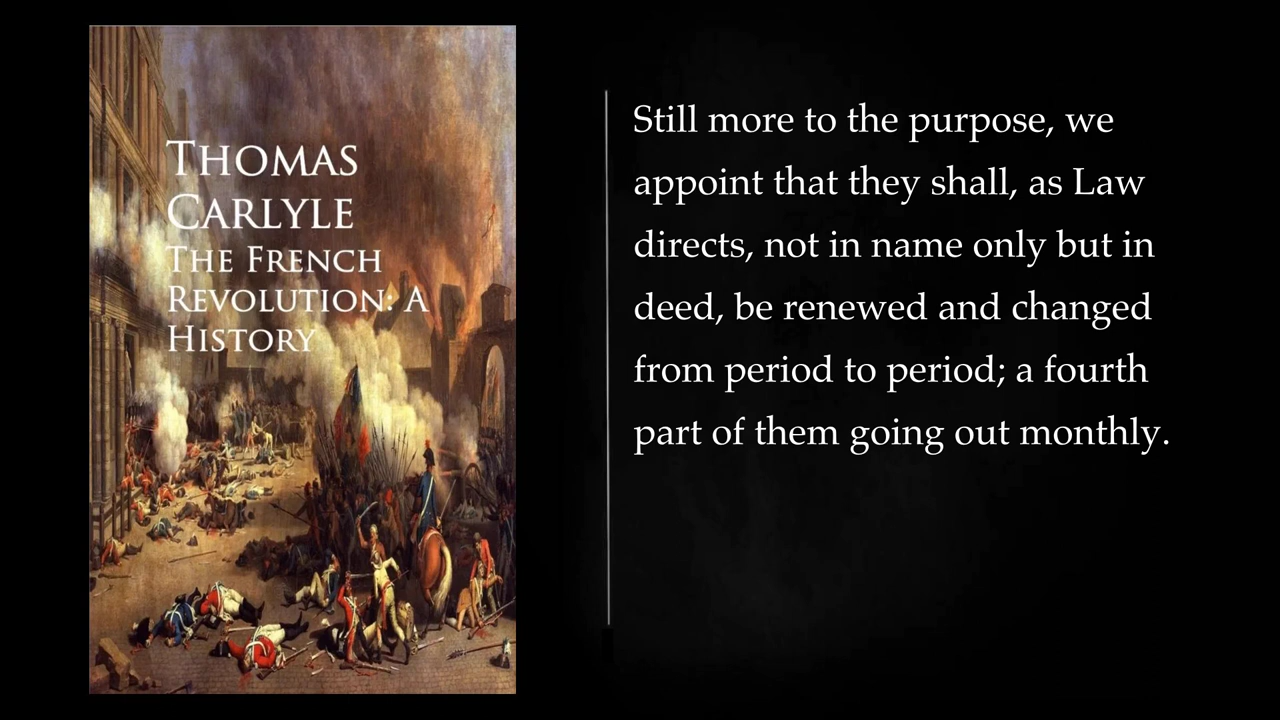 THOMAS
CARLYLE
THE FRENCH
REVOLUTION: A
HISTORY
Still more to the purpose, we
appoint that they shall, as Law
directs, not in name only but in
deed, be renewed and changed
from period to period; a fourth
part of them going out monthly.